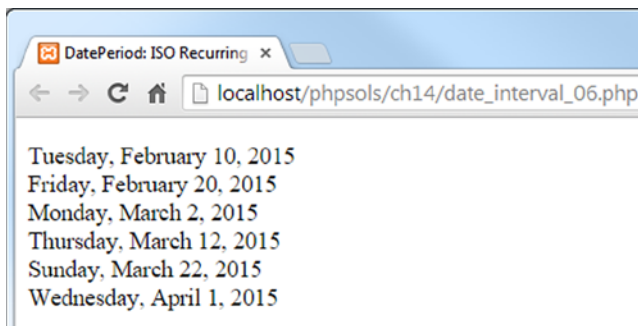 DatePeriod: ISO Recurring
localhost/phpsols/ch14/date_interval_06.php
Tuesday, February 10, 2015
Friday, February 20, 2015
Monday, March 2, 2015
Thursday, March 12, 2015
Sunday, March 22, 2015
Wednesday, April 1, 2015